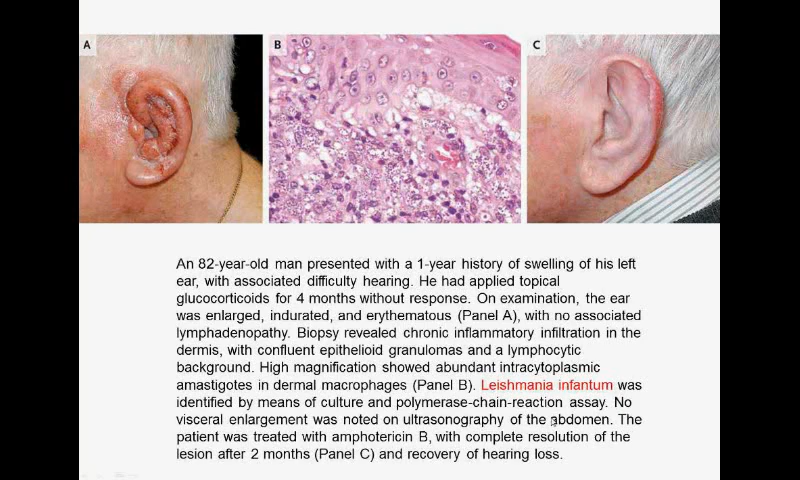 A
B
C
An 82-year-old man presented with a 1-year history of swelling of his left
ear, with associated difficulty hearing. He had applied topical
glucocorticoids for 4 months without response. On examination, the ear
was enlarged, indurated, and erythematous (Panel A), with no associated
lymphadenopathy. Biopsy revealed chronic inflammatory infiltration in the
dermis, with confluent epithelioid granulomas and a lymphocytic
background. High magnification showed abundant intracytoplasmic
amastigotes in dermal macrophages (Panel B). Leishmania infantum was
identified by means of culture and polymerase-chain-reaction assay. No
visceral enlargement was noted on ultrasonography of the abdomen. The
patient was treated with amphotericin B, with complete resolution of the
lesion after 2 months (Panel C) and recovery of hearing loss.